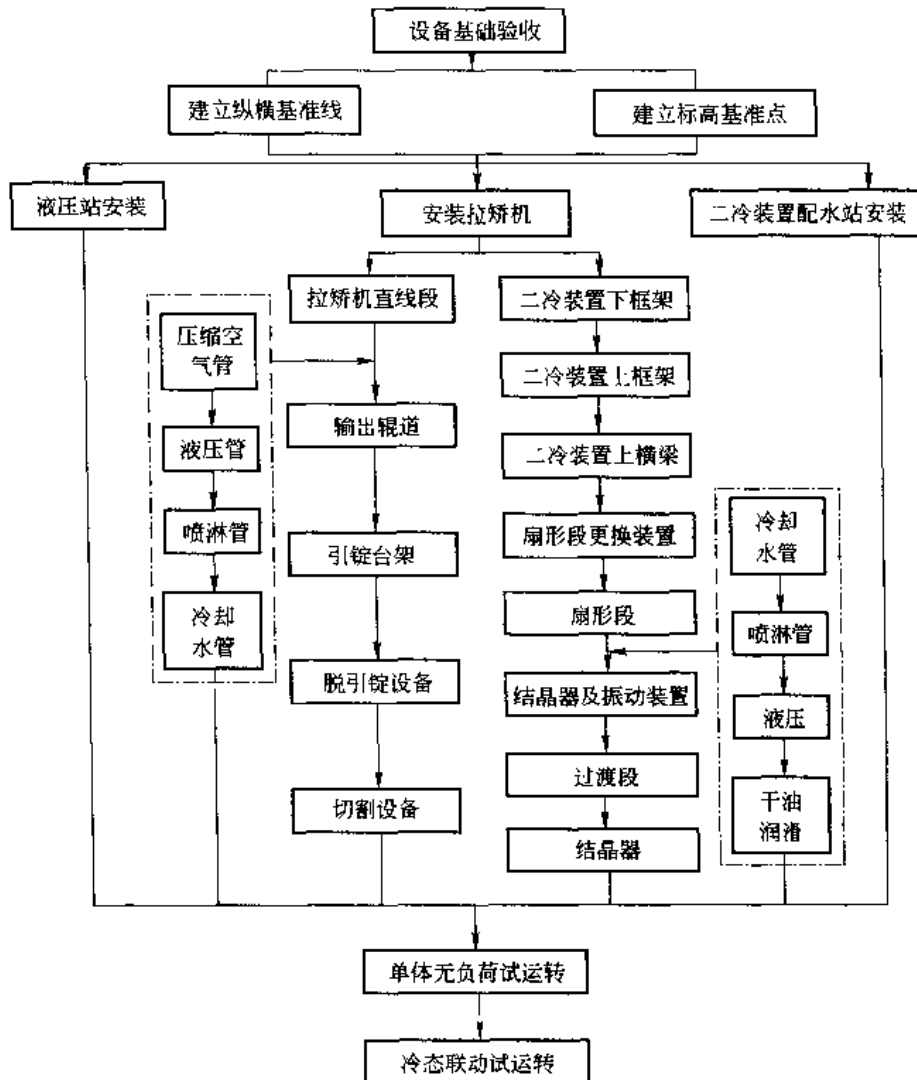 设备基础验收
建立纵横基准线
建立标高基准点
液压站安装
安装拉矫机
二冷装置配水站安装
拉矫机直线段
二冷装置下框架
压缩空
气管
二冷装置上框架
输出辊道
液压管
二冷装置上横梁
冷却
水管
喷淋管
引锭台架
扇形段更换装置
冷却
水管
扇形段
喷淋管
脱引锭设备
结晶器及振动装置
液压
过渡段
切割设备
干油
润滑
结晶器
单体无负荷试运转
冷态联动试运转